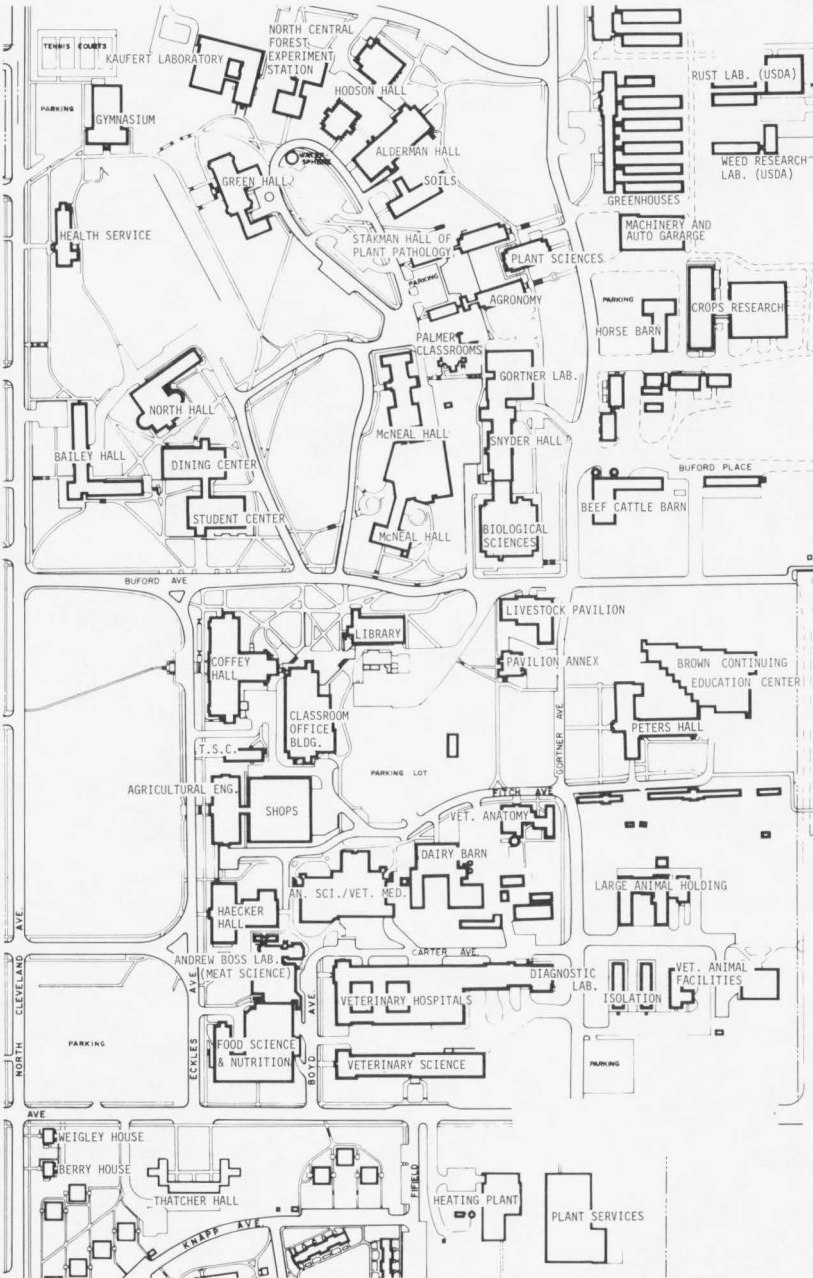 NORTH CENTRAL
FOREST
EXPERIMENT
STATION
TENNIS COURTS
KAUFERT LABORATORY
RUST LAB. (USDA)
HODSON HALL
PARKING
GYMNASIUM
ALDERMAN HALL
WEED RESEARCH
LAB. (USDA)
GREEN HALL
SOILS
GREENHOUSES
HEALTH SERVICE
MACHINERY AND
AUTO GARARGE
STAKMAN HALL OF
PLANT PATHOLOGY
PLANT SCIENCES
PARKING
AGRONOMY
PARKING
CROPS RESEARCH
HORSE BARN
PALMER
CLASSROOMS
GORTNER LAB.
NORTH HALL
McNEAL HALL
SNYDER HALL
BAILEY HALL
DINING CENTER
BUFORD PLACE
STUDENT CENTER
BEEF CATTLE BARN
McNEAL HALL
BIOLOGICAL
SCIENCES
BUFORD AVE
LIVESTOCK PAVILION
LIBRARY
COFFEY
HALL
PAVILION ANNEX
BROWN CONTINUING
EDUCATION CENTER
CLASSROOM
OFFICE
BLDG.
GORTNER AVE
PETERS HALL
T.S.C.
PARKING LOT
AGRICULTURAL ENG.
FITCH AVE
SHOPS
VET. ANATOMY
DAIRY BARN
AN. SCI./VET. MED.
LARGE ANIMAL HOLDING
HAECKER
HALL
CARTER AVE
ANDREW BOSS LAB.
(MEAT SCIENCE)
DIAGNOSTIC
LAB.
VET. ANIMAL
FACILITIES
VETERINARY HOSPITALS
ISOLATION
NORTH CLEVELAND AVE.
ECKLES AVE
BOYD AVE
PARKING
FOOD SCIENCE
& NUTRITION
VETERINARY SCIENCE
PARKING
AVE
WEIGLEY HOUSE
BERRY HOUSE
THATCHER HALL
FIFIELD
HEATING PLANT
PLANT SERVICES
KNAPP AVE.